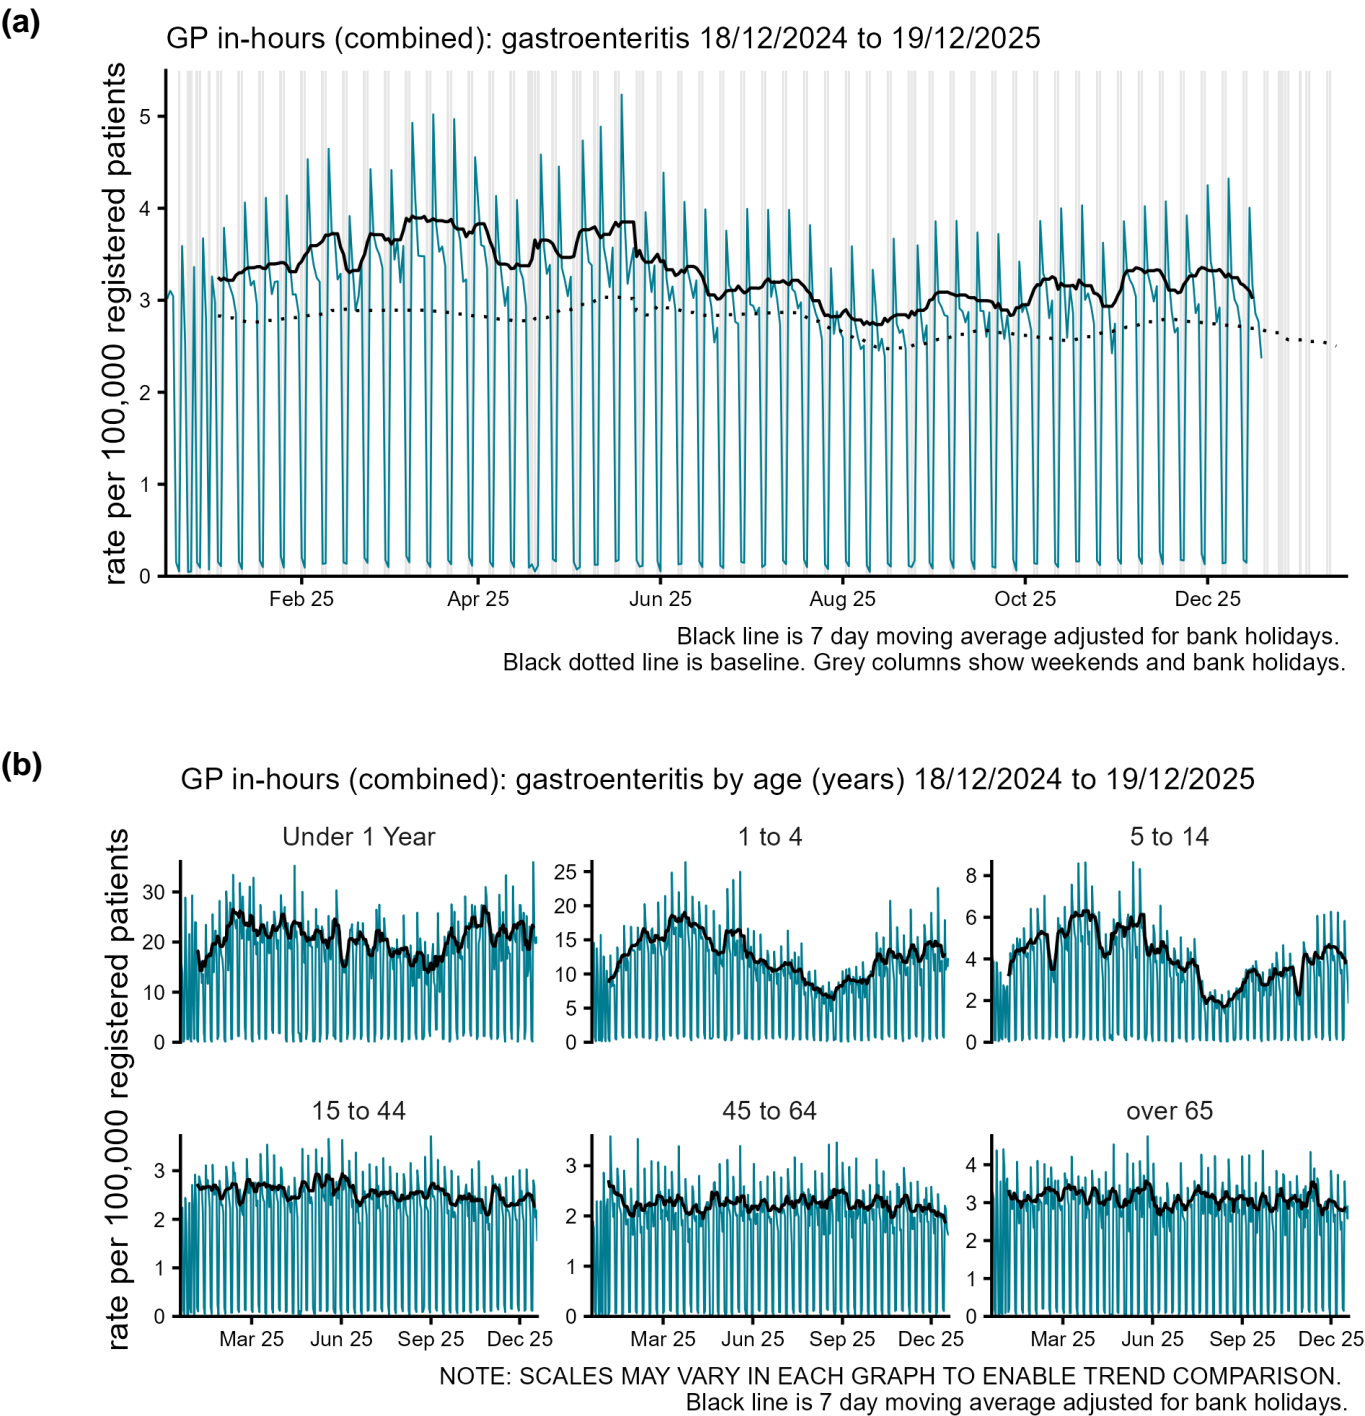 (a)
GP in-hours (combined): gastroenteritis 18/12/2024 to 19/12/2025
rate per 100,000 registered patients
5
4
3
2
1
0
Feb 25 Apr 25 Jun 25 Aug 25 Oct 25 Dec 25
Black line is 7 day moving average adjusted for bank holidays.
Black dotted line is baseline. Grey columns show weekends and bank holidays.
(b)
GP in-hours (combined): gastroenteritis by age (years) 18/12/2024 to 19/12/2025
rate per 100,000 registered patients
Under 1 Year
30
20
10
0
1 to 4
25
20
15
10
5
0
5 to 14
8
6
4
2
0
15 to 44
3
2
1
0
Mar 25 Jun 25 Sep 25 Dec 25
45 to 64
3
2
1
0
Mar 25 Jun 25 Sep 25 Dec 25
over 65
4
3
2
1
0
Mar 25 Jun 25 Sep 25 Dec 25
NOTE: SCALES MAY VARY IN EACH GRAPH TO ENABLE TREND COMPARISON.
Black line is 7 day moving average adjusted for bank holidays.